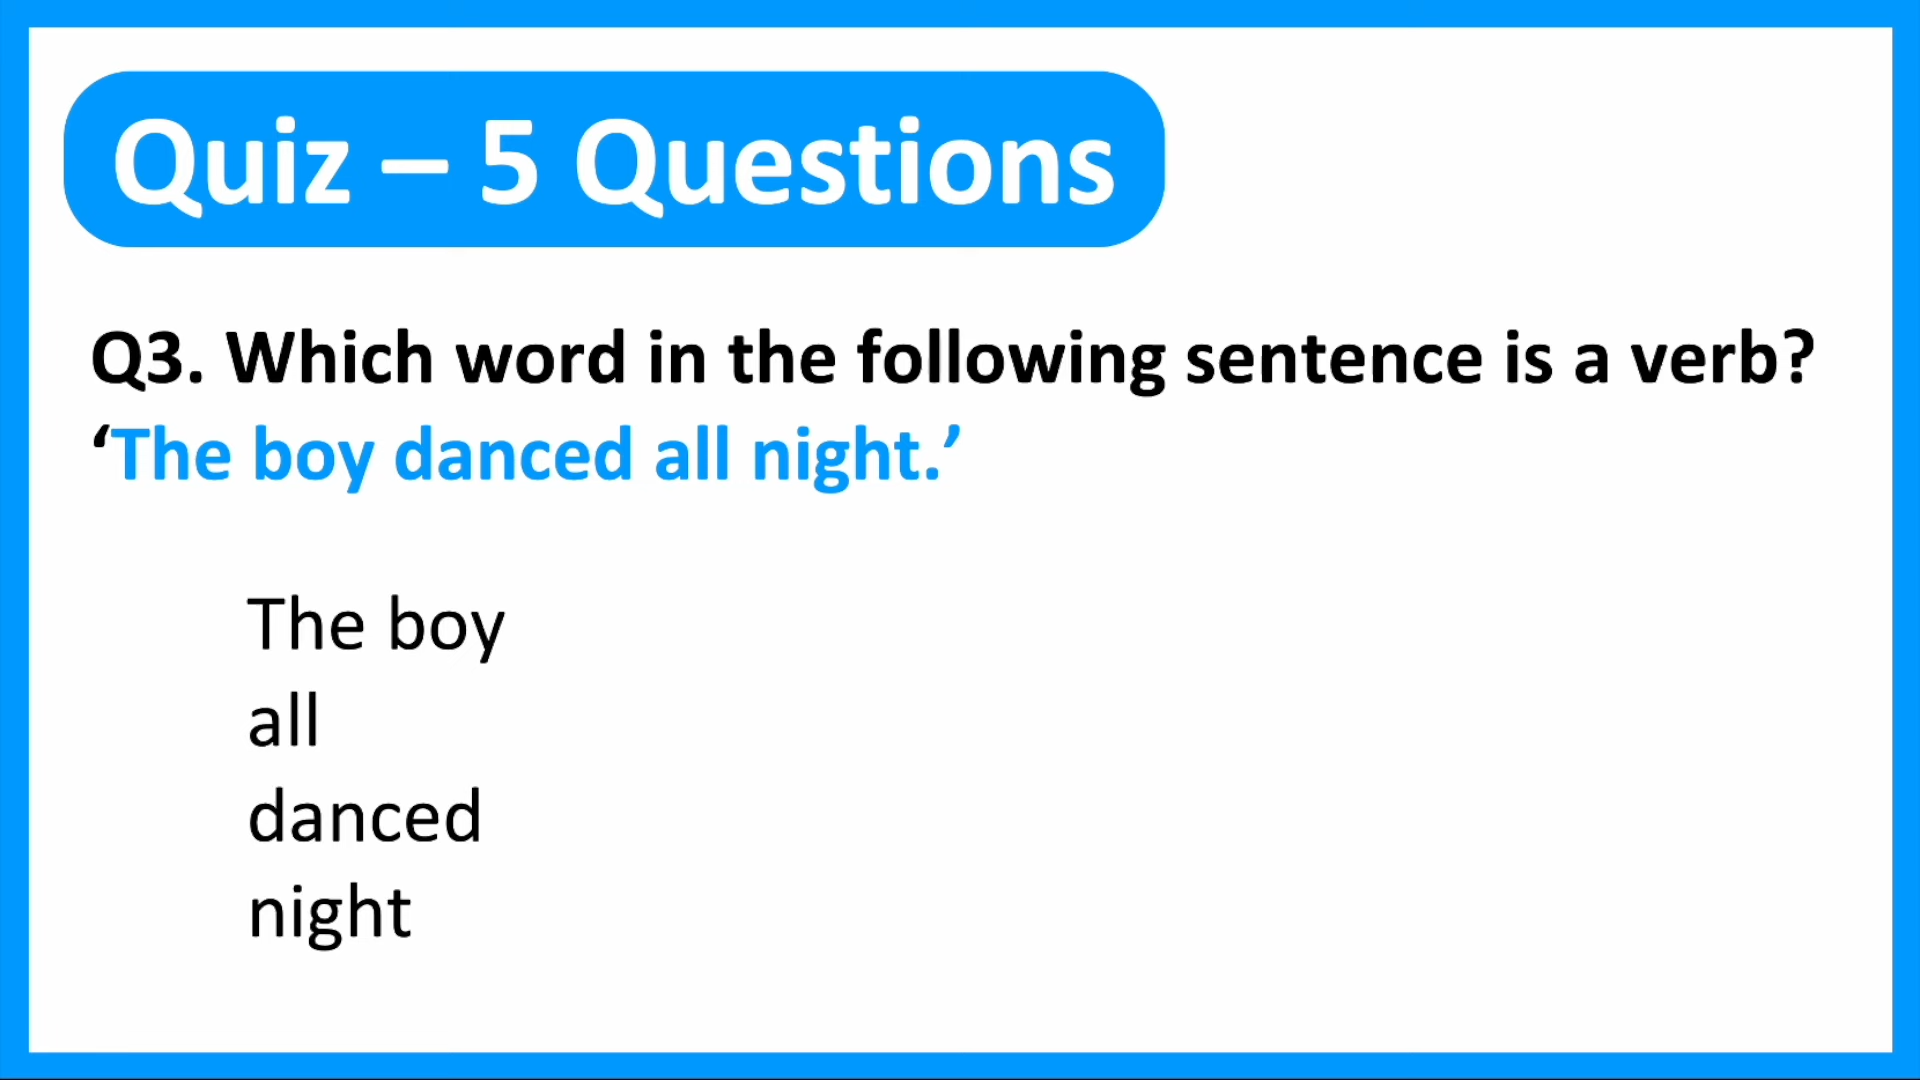 Quiz – 5 Questions
Q3. Which word in the following sentence is a verb?
‘The boy danced all night.’
The boy
all
danced
night